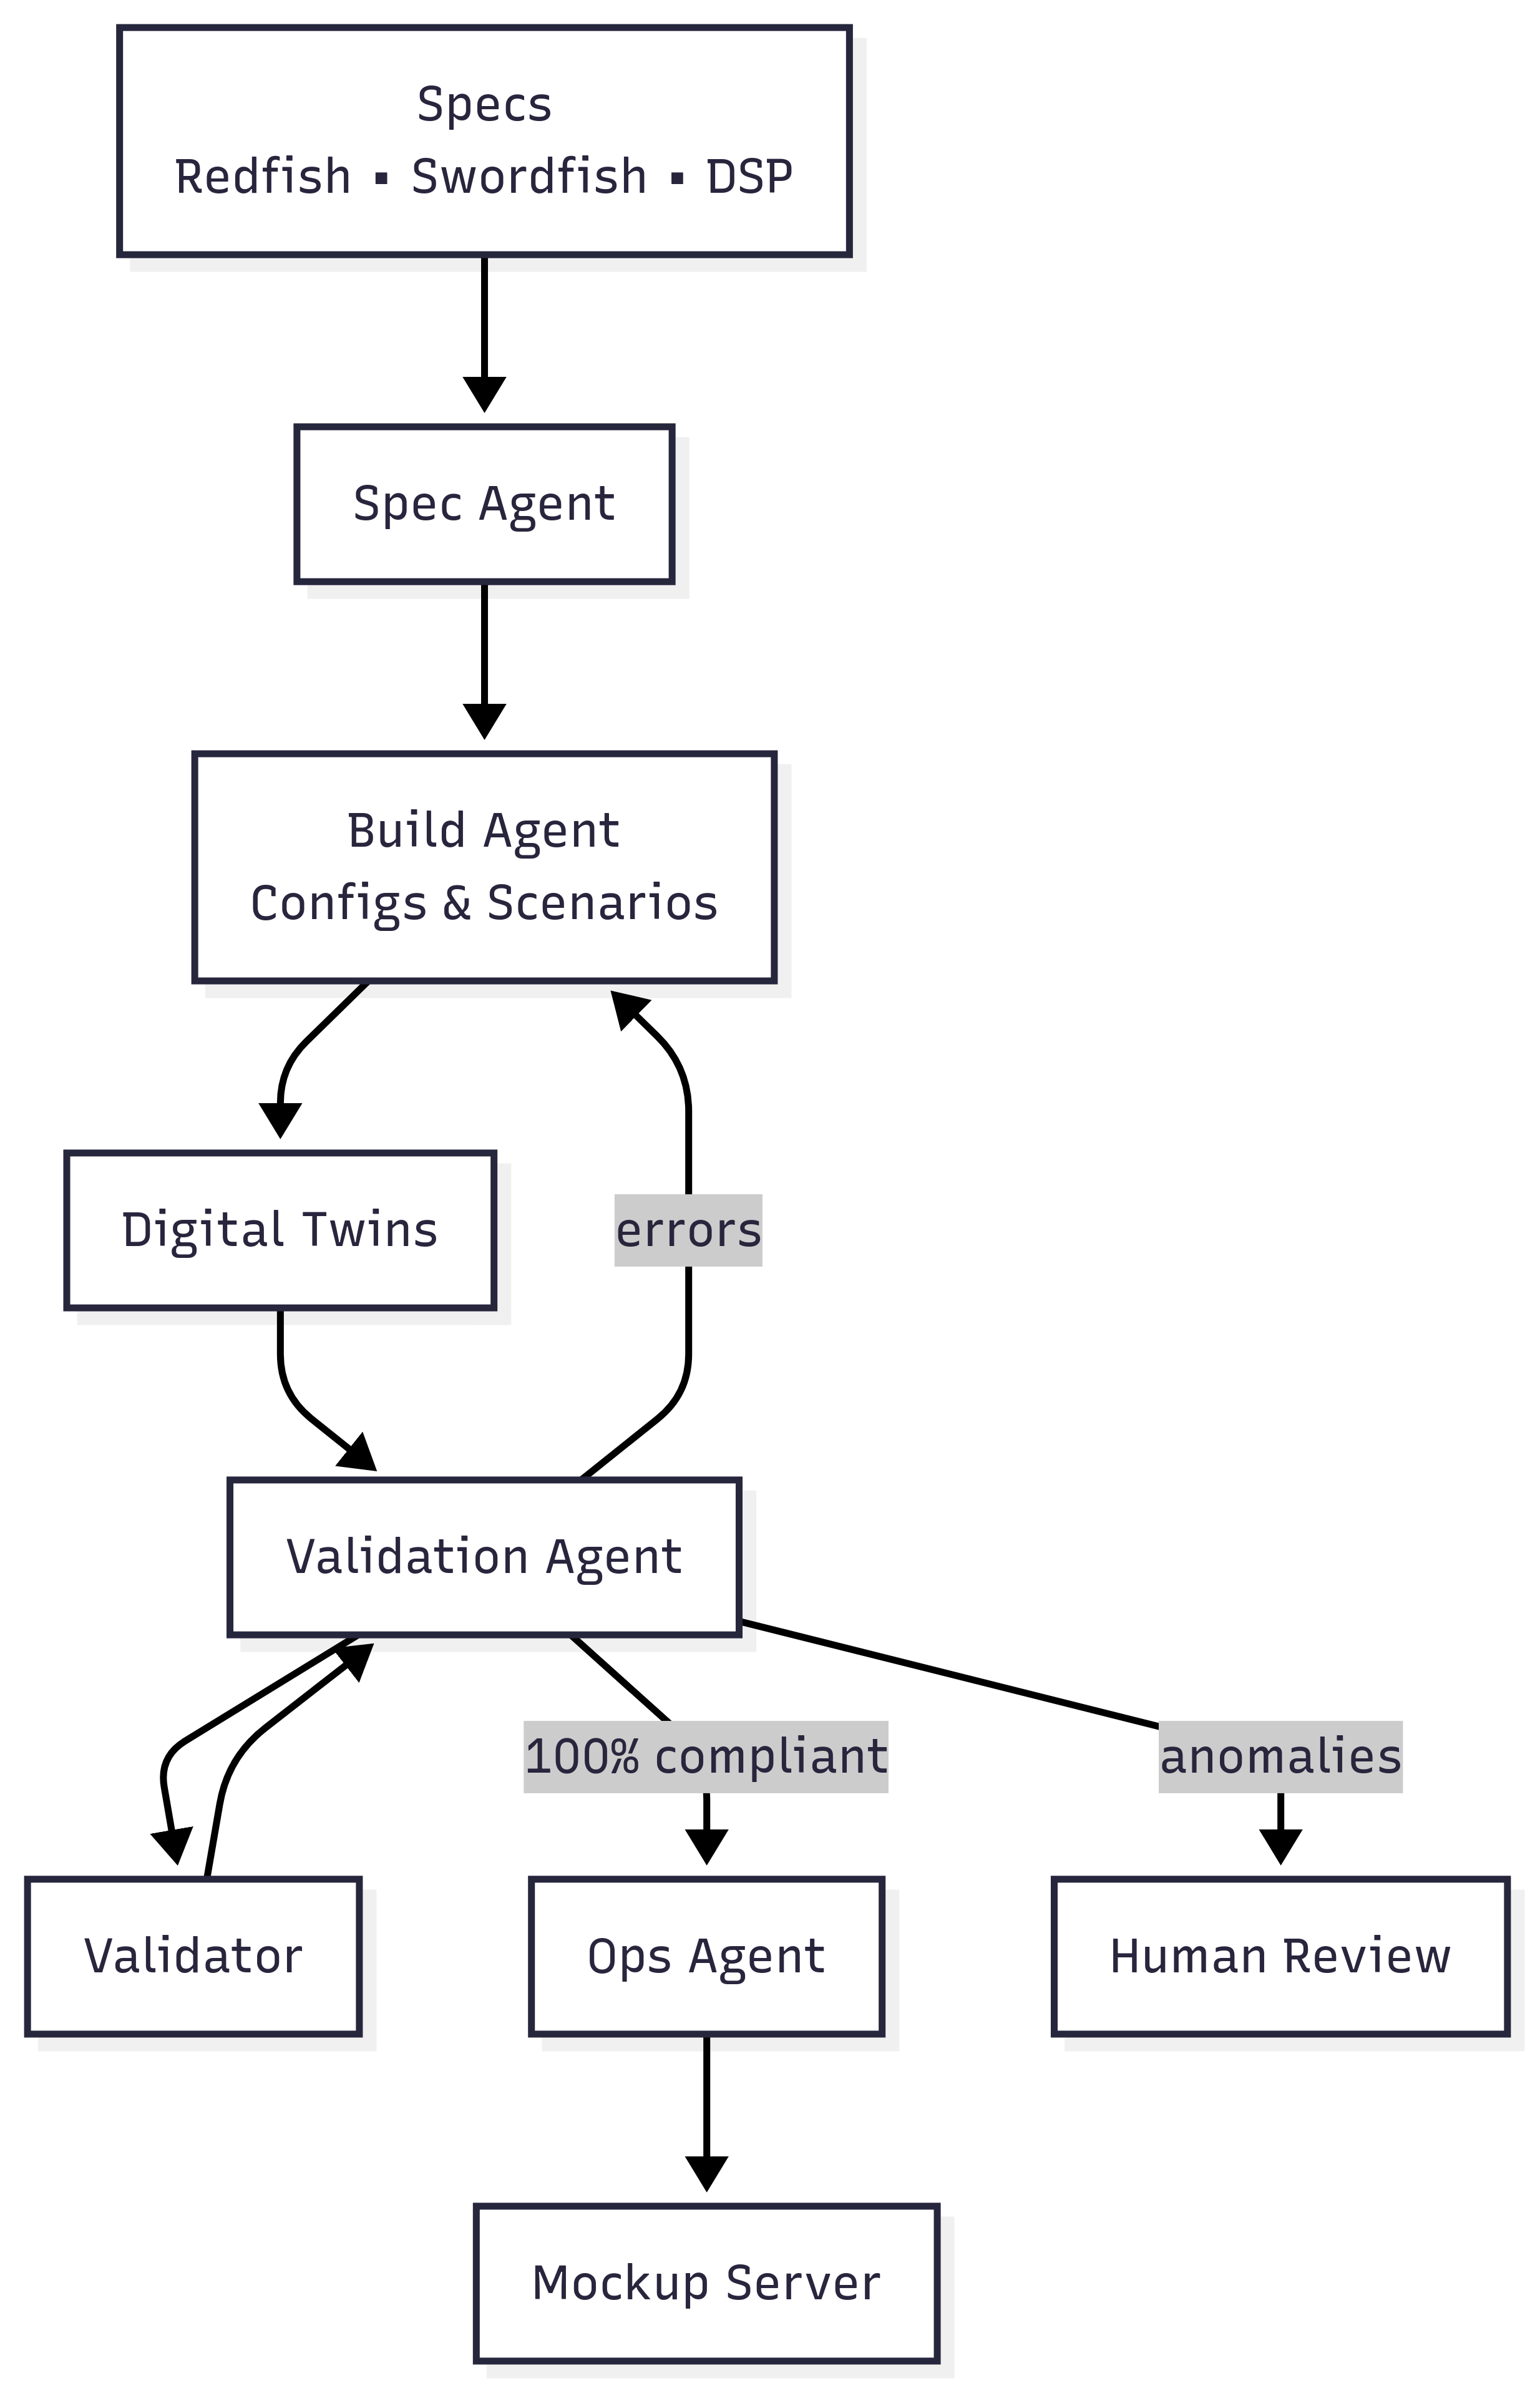 Specs
Redfish ▪ Swordfish ▪ DSP
Spec Agent
Build Agent
Configs & Scenarios
Digital Twins
errors
Validation Agent
100% compliant
anomalies
Validator
Ops Agent
Human Review
Mockup Server